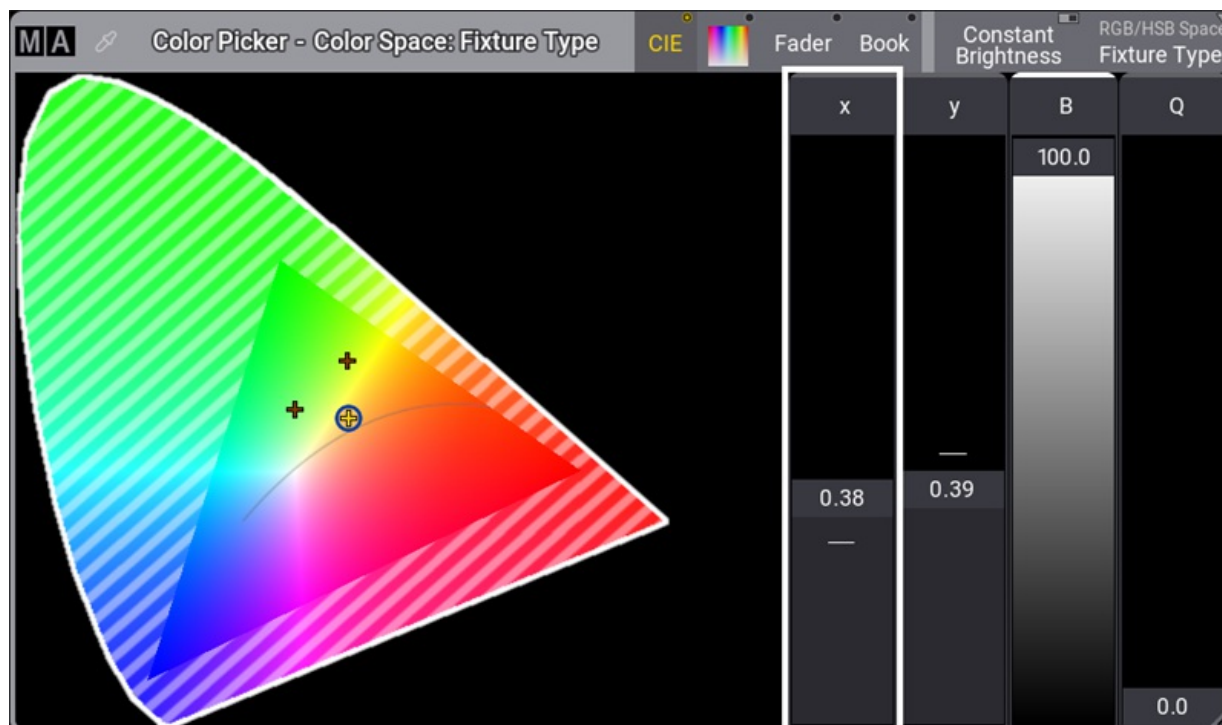 MA Color Picker - Color Space: Fixture Type CIE Fader Book Constant Brightness RGB/HSB Space Fixture Type
x y B Q
100.0
0.38 0.39
0.0